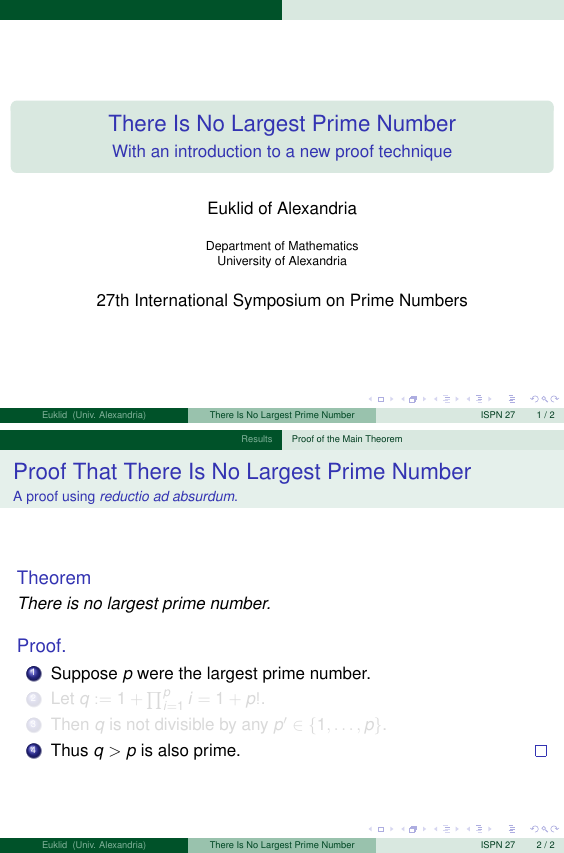 There Is No Largest Prime Number
With an introduction to a new proof technique
Euklid of Alexandria
Department of Mathematics
University of Alexandria
27th International Symposium on Prime Numbers
Euklid (Univ. Alexandria) There Is No Largest Prime Number ISPN 27 1 / 2
Results Proof of the Main Theorem
Proof That There Is No Largest Prime Number
A proof using reductio ad absurdum.
Theorem
There is no largest prime number.
Proof.
1 Suppose p were the largest prime number.
2 Let q := 1 + ∏_{i=1}^{p} i = 1 + p!.
3 Then q is not divisible by any p′ ∈ {1, . . . , p}.
4 Thus q > p is also prime. □
Euklid (Univ. Alexandria) There Is No Largest Prime Number ISPN 27 2 / 2